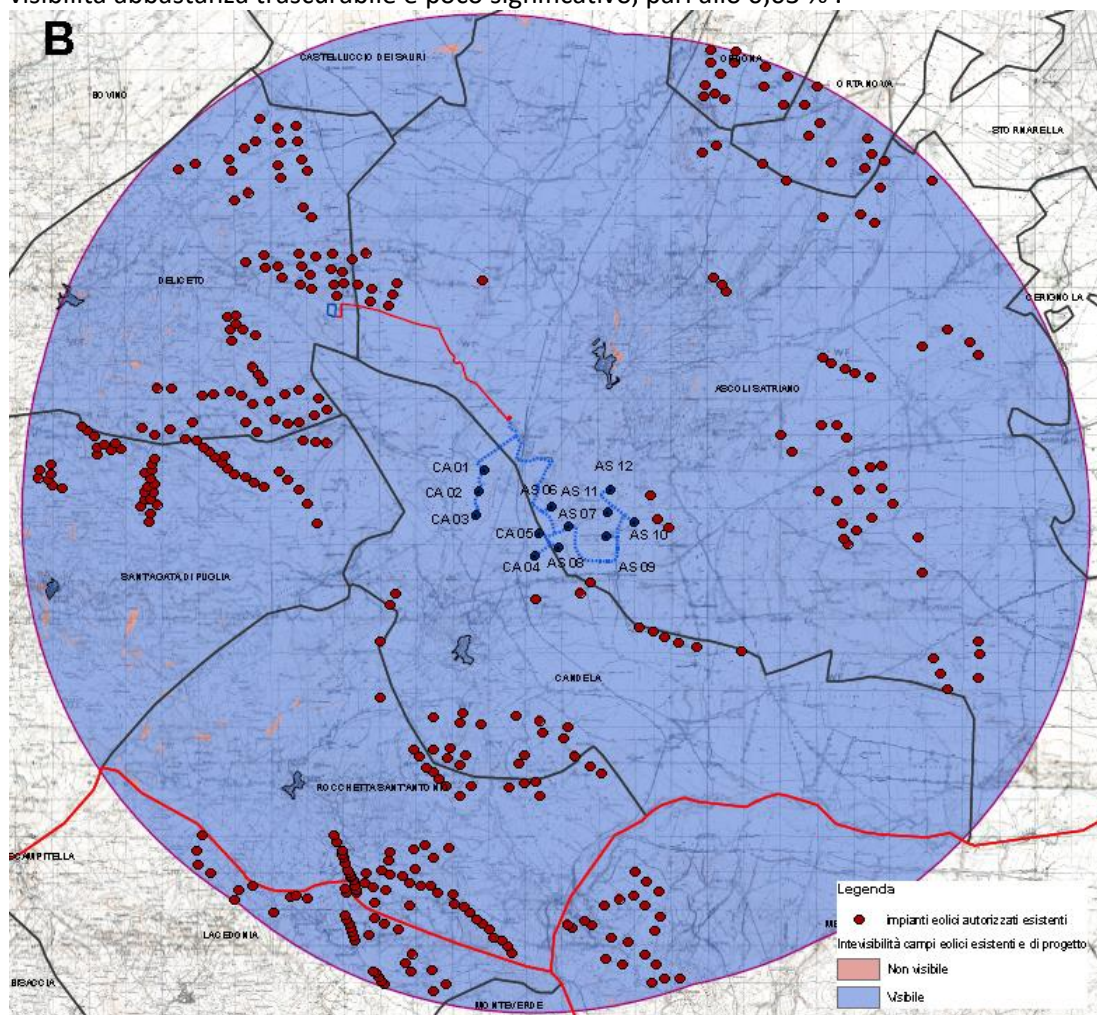 visibilità abbastanza trascurabile e poco significativo, pari allo 0,03 % .
B
CASTELLUCCIO DEI SAURI
ORDONA
BOVINO
ORTA NOVA
STORNARELLA
DELICETO
CERIGNOLA
ASCOLI SATRIANO
CA 01
AS 12
CA 02
AS 06
AS 11
CA 03
AS 07
CA 05
AS 10
CA 04
AS 08
AS 09
SANT'AGATA DI PUGLIA
CANDELA
ROCCHETTA SANT'ANTONI
SCAMPITELLA
LACEDONIA
BISACCIA
MONTEVERDE
ME
Legenda
impianti eolici autorizzati esistenti
Intevisibilità campi eolici esistenti e di progetto
Non visibile
Visibile